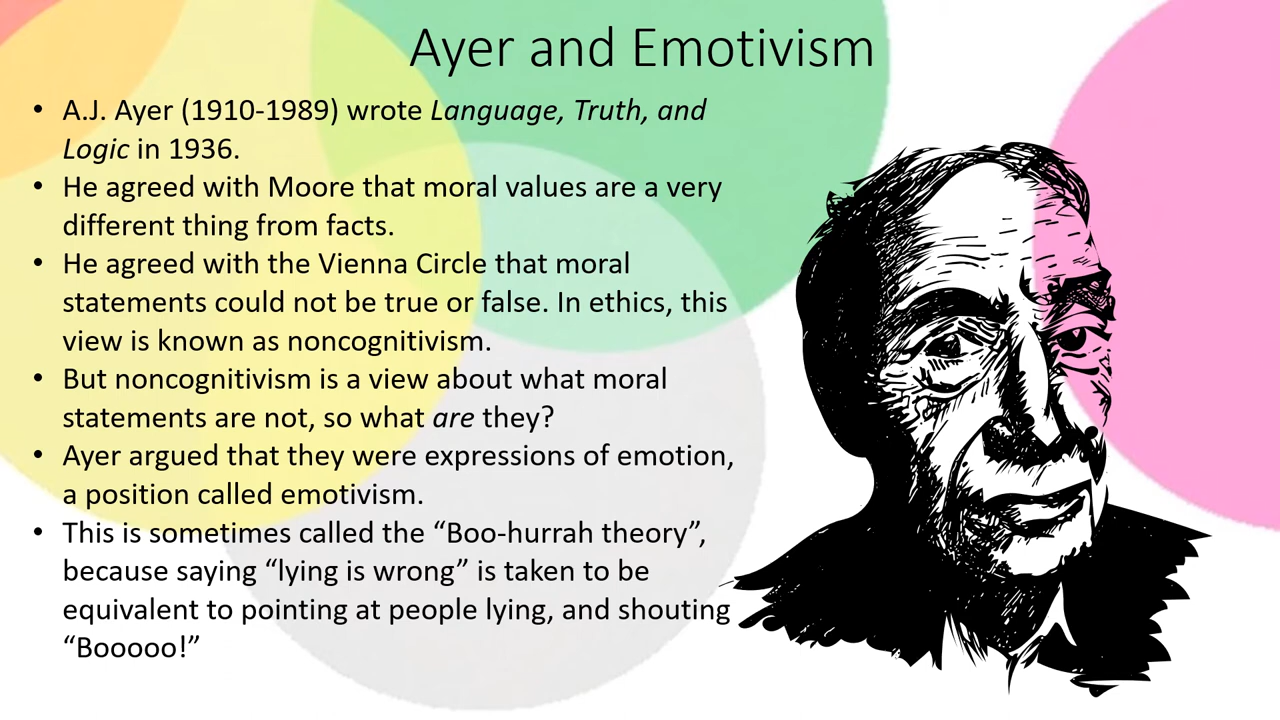 Ayer and Emotivism
• A.J. Ayer (1910-1989) wrote Language, Truth, and
Logic in 1936.
• He agreed with Moore that moral values are a very
different thing from facts.
• He agreed with the Vienna Circle that moral
statements could not be true or false. In ethics, this
view is known as noncognitivism.
• But noncognitivism is a view about what moral
statements are not, so what are they?
• Ayer argued that they were expressions of emotion,
a position called emotivism.
• This is sometimes called the “Boo-hurrah theory”,
because saying “lying is wrong” is taken to be
equivalent to pointing at people lying, and shouting
“Booooo!”